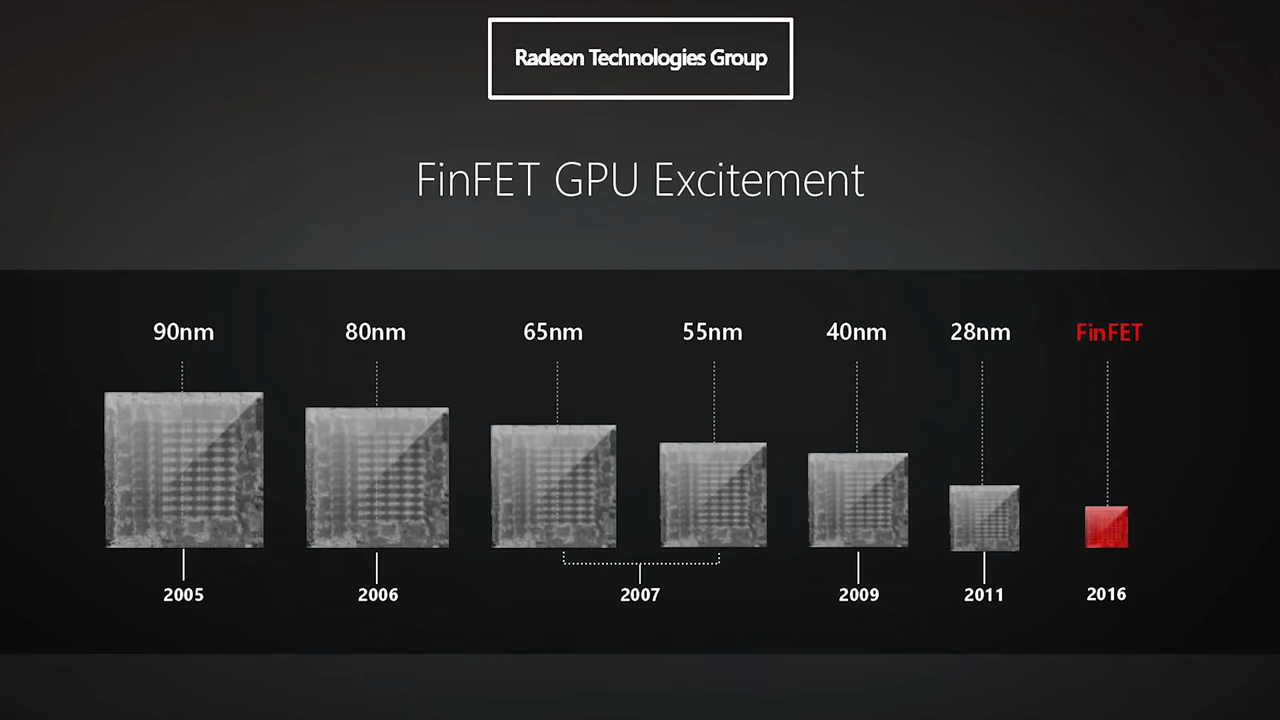 Radeon Technologies Group
FinFET GPU Excitement
90nm 80nm 65nm 55nm 40nm 28nm FinFET
2005 2006 2007 2009 2011 2016